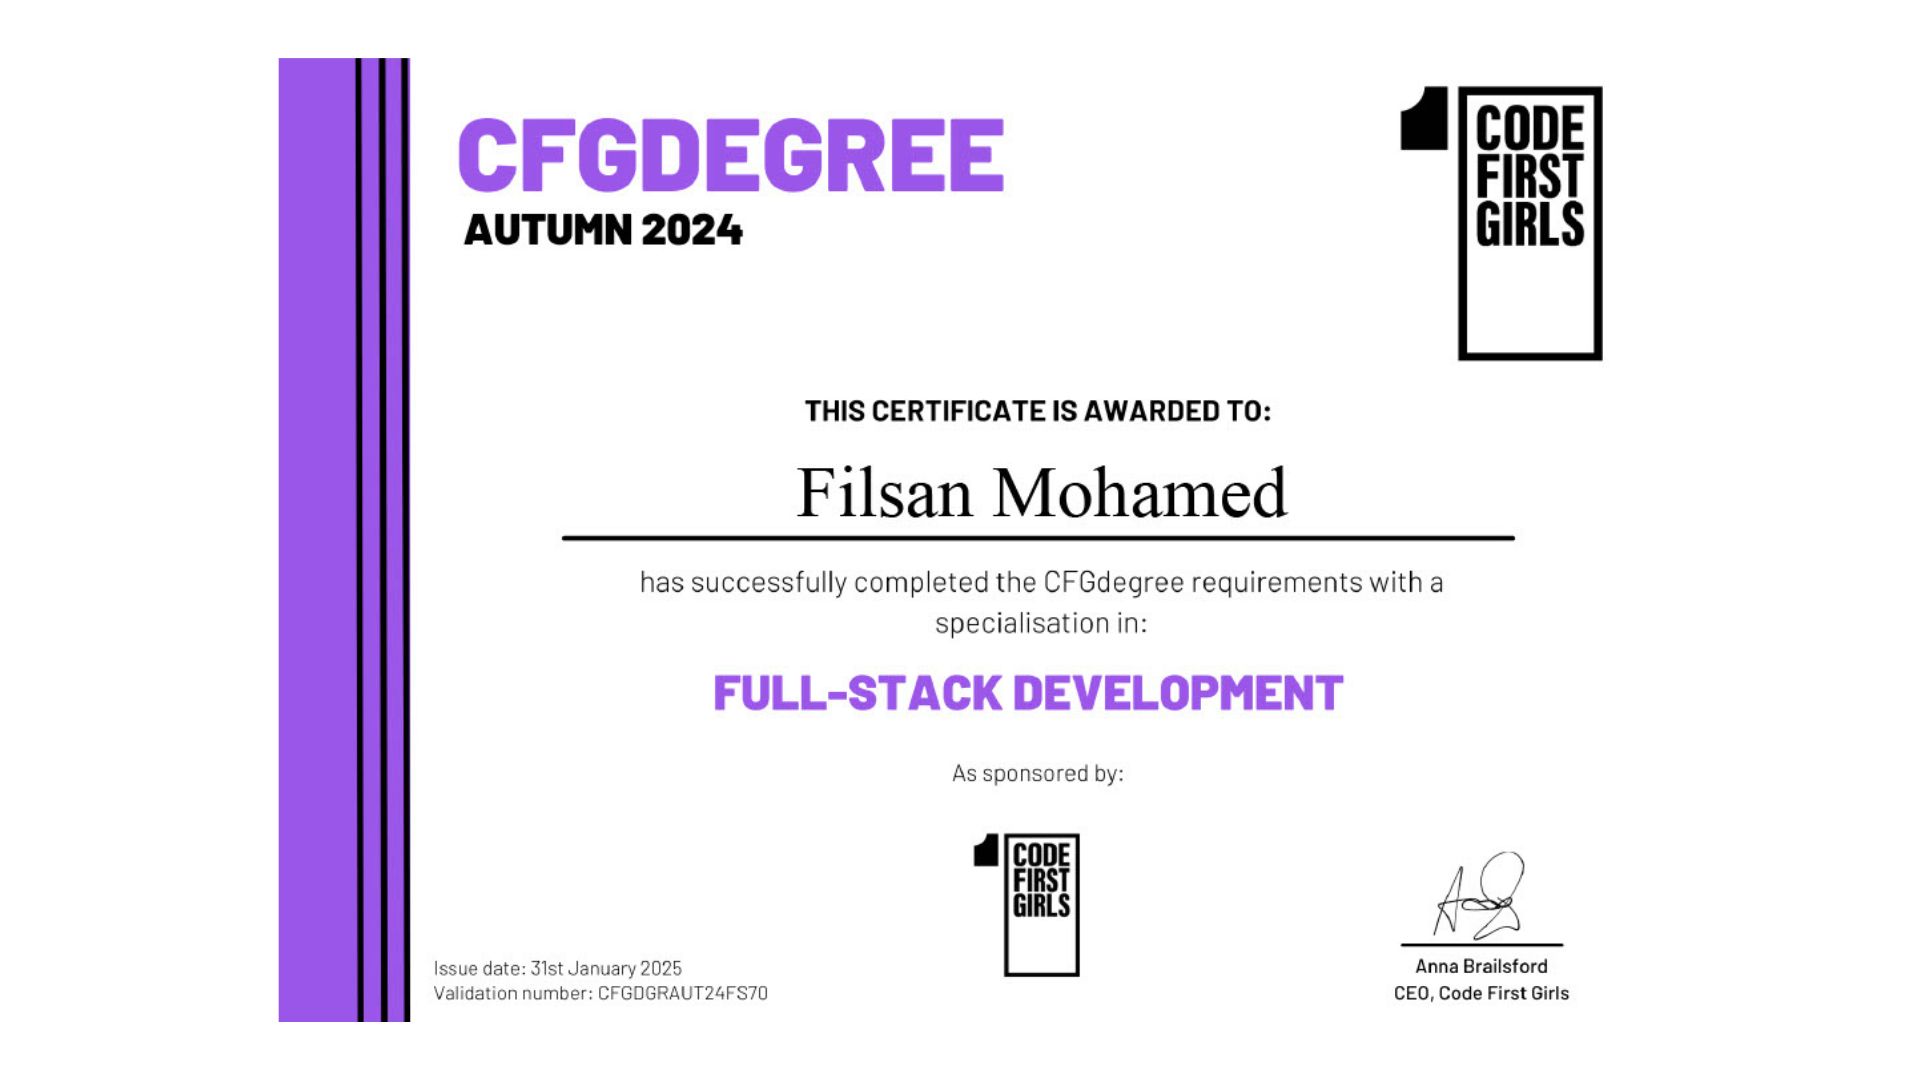 CFGDEGREE
AUTUMN 2024
CODE
FIRST
GIRLS
THIS CERTIFICATE IS AWARDED TO:
Filsan Mohamed
has successfully completed the CFGdegree requirements with a
specialisation in:
FULL-STACK DEVELOPMENT
As sponsored by:
CODE
FIRST
GIRLS
Issue date: 31st January 2025
Validation number: CFGDGRAUT24FS70
Anna Brailsford
CEO, Code First Girls